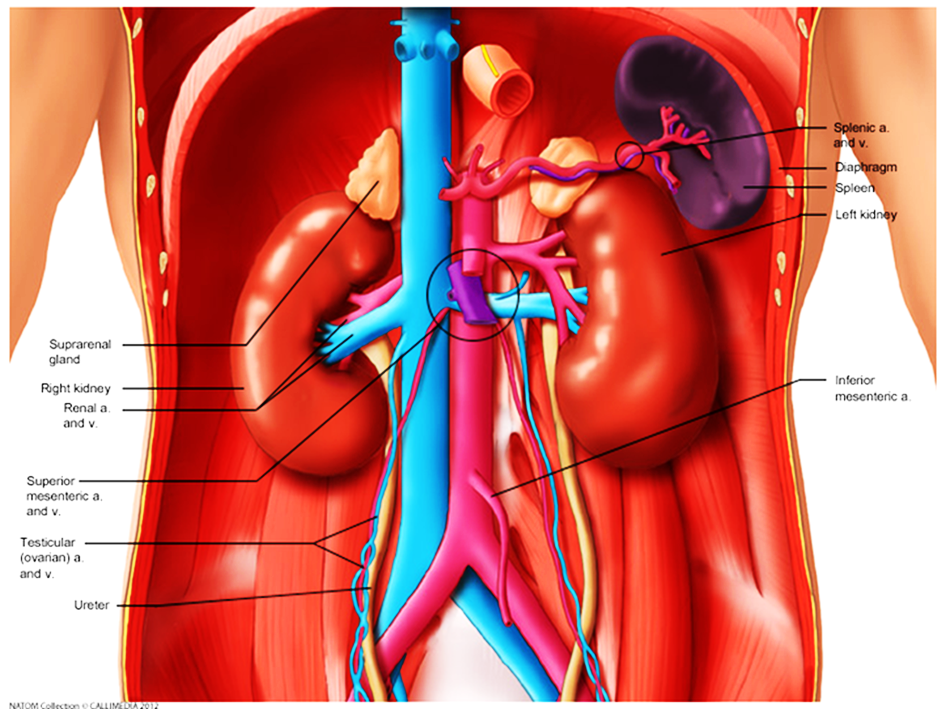 Splenic a.
and v.
Diaphragm
Spleen
Left kidney
Suprarenal
gland
Right kidney
Renal a.
and v.
Inferior
mesenteric a.
Superior
mesenteric a.
and v.
Testicular
(ovarian) a.
and v.
Ureter
NATOM Collection © CALLIMEDIA 2012